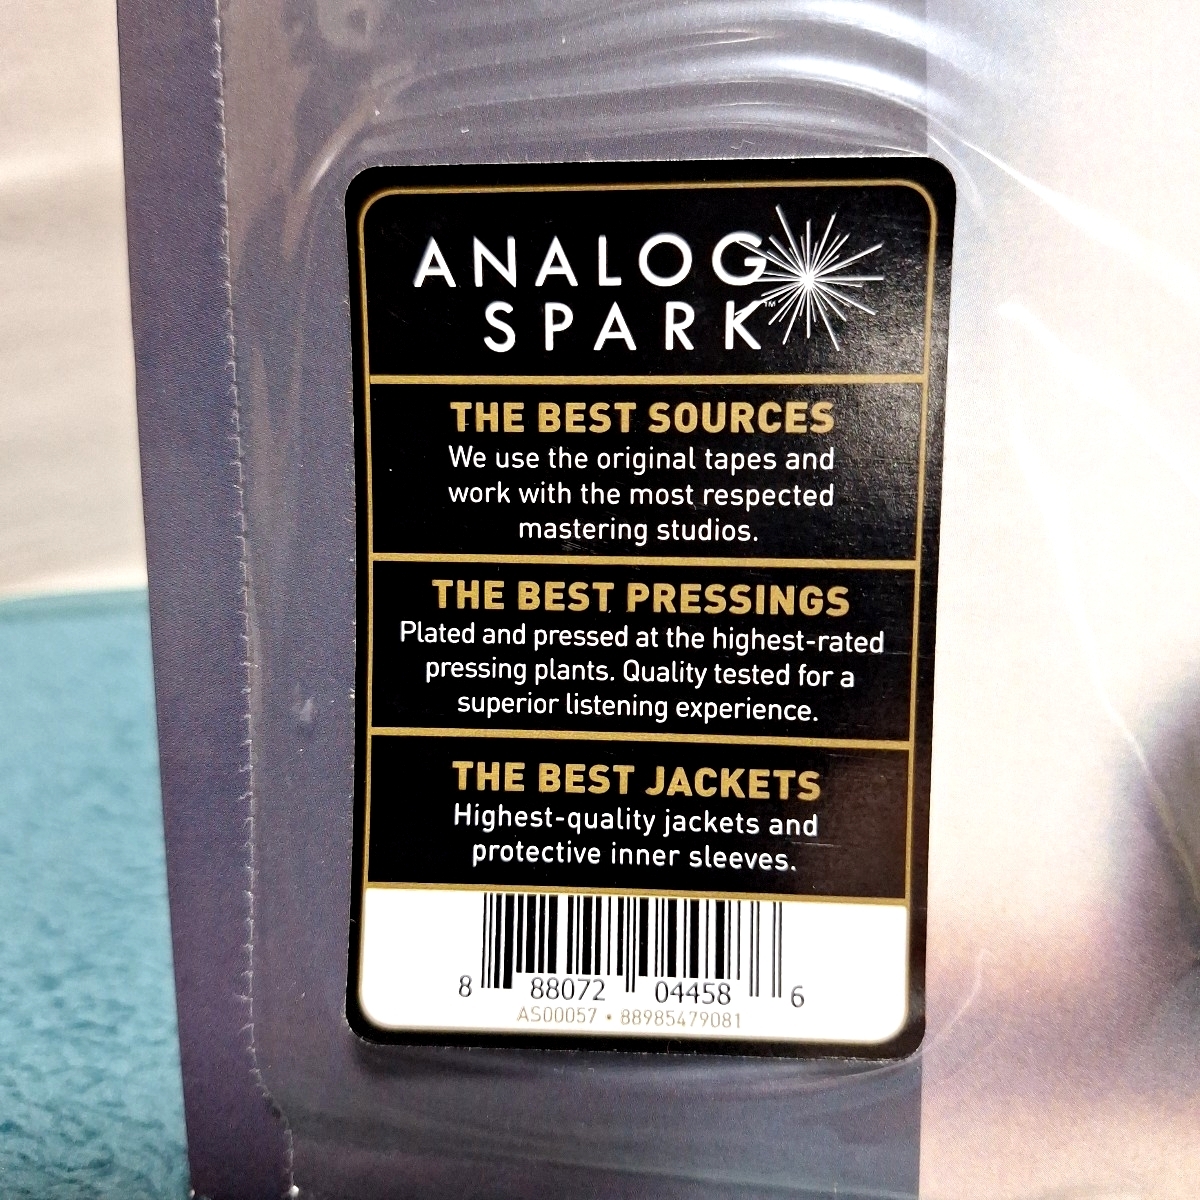 ANALOG
SPARK™
THE BEST SOURCES
We use the original tapes and
work with the most respected
mastering studios.
THE BEST PRESSINGS
Plated and pressed at the highest-rated
pressing plants. Quality tested for a
superior listening experience.
THE BEST JACKETS
Highest-quality jackets and
protective inner sleeves.
8 88072 04458 6
AS00057 • 88985479081